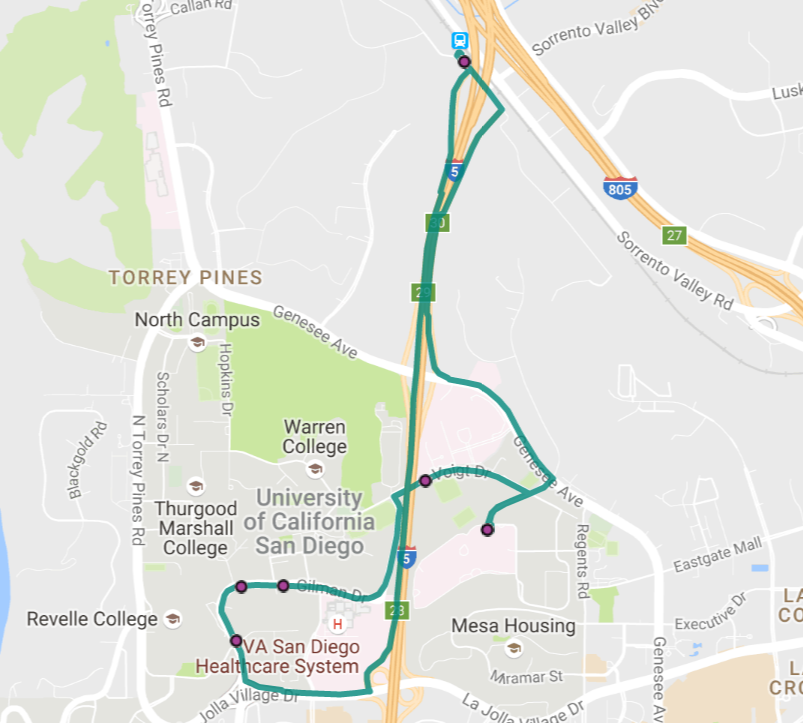 Callan Rd
Torrey Pines Rd
Sorrento Valley Blv
Lusk
5
805
40
27
Sorrento Valley Rd
29
TORREY PINES
North Campus
Genesee Ave
Hopkins Dr
Scholars Dr N
N Torrey Pines Rd
Blackgold Rd
Warren
College
Voigt Dr
Genesee Ave
Thurgood
Marshall
College
University
of California
San Diego
5
Regents Rd
Eastgate Mall
Gilman Dr
23
LA
CO
Executive Dr
Revelle College
H
Mesa Housing
VA San Diego
Healthcare System
Genesee Av
Miramar St
LA
CRO
Jolla Village Dr
La Jolla Village Dr